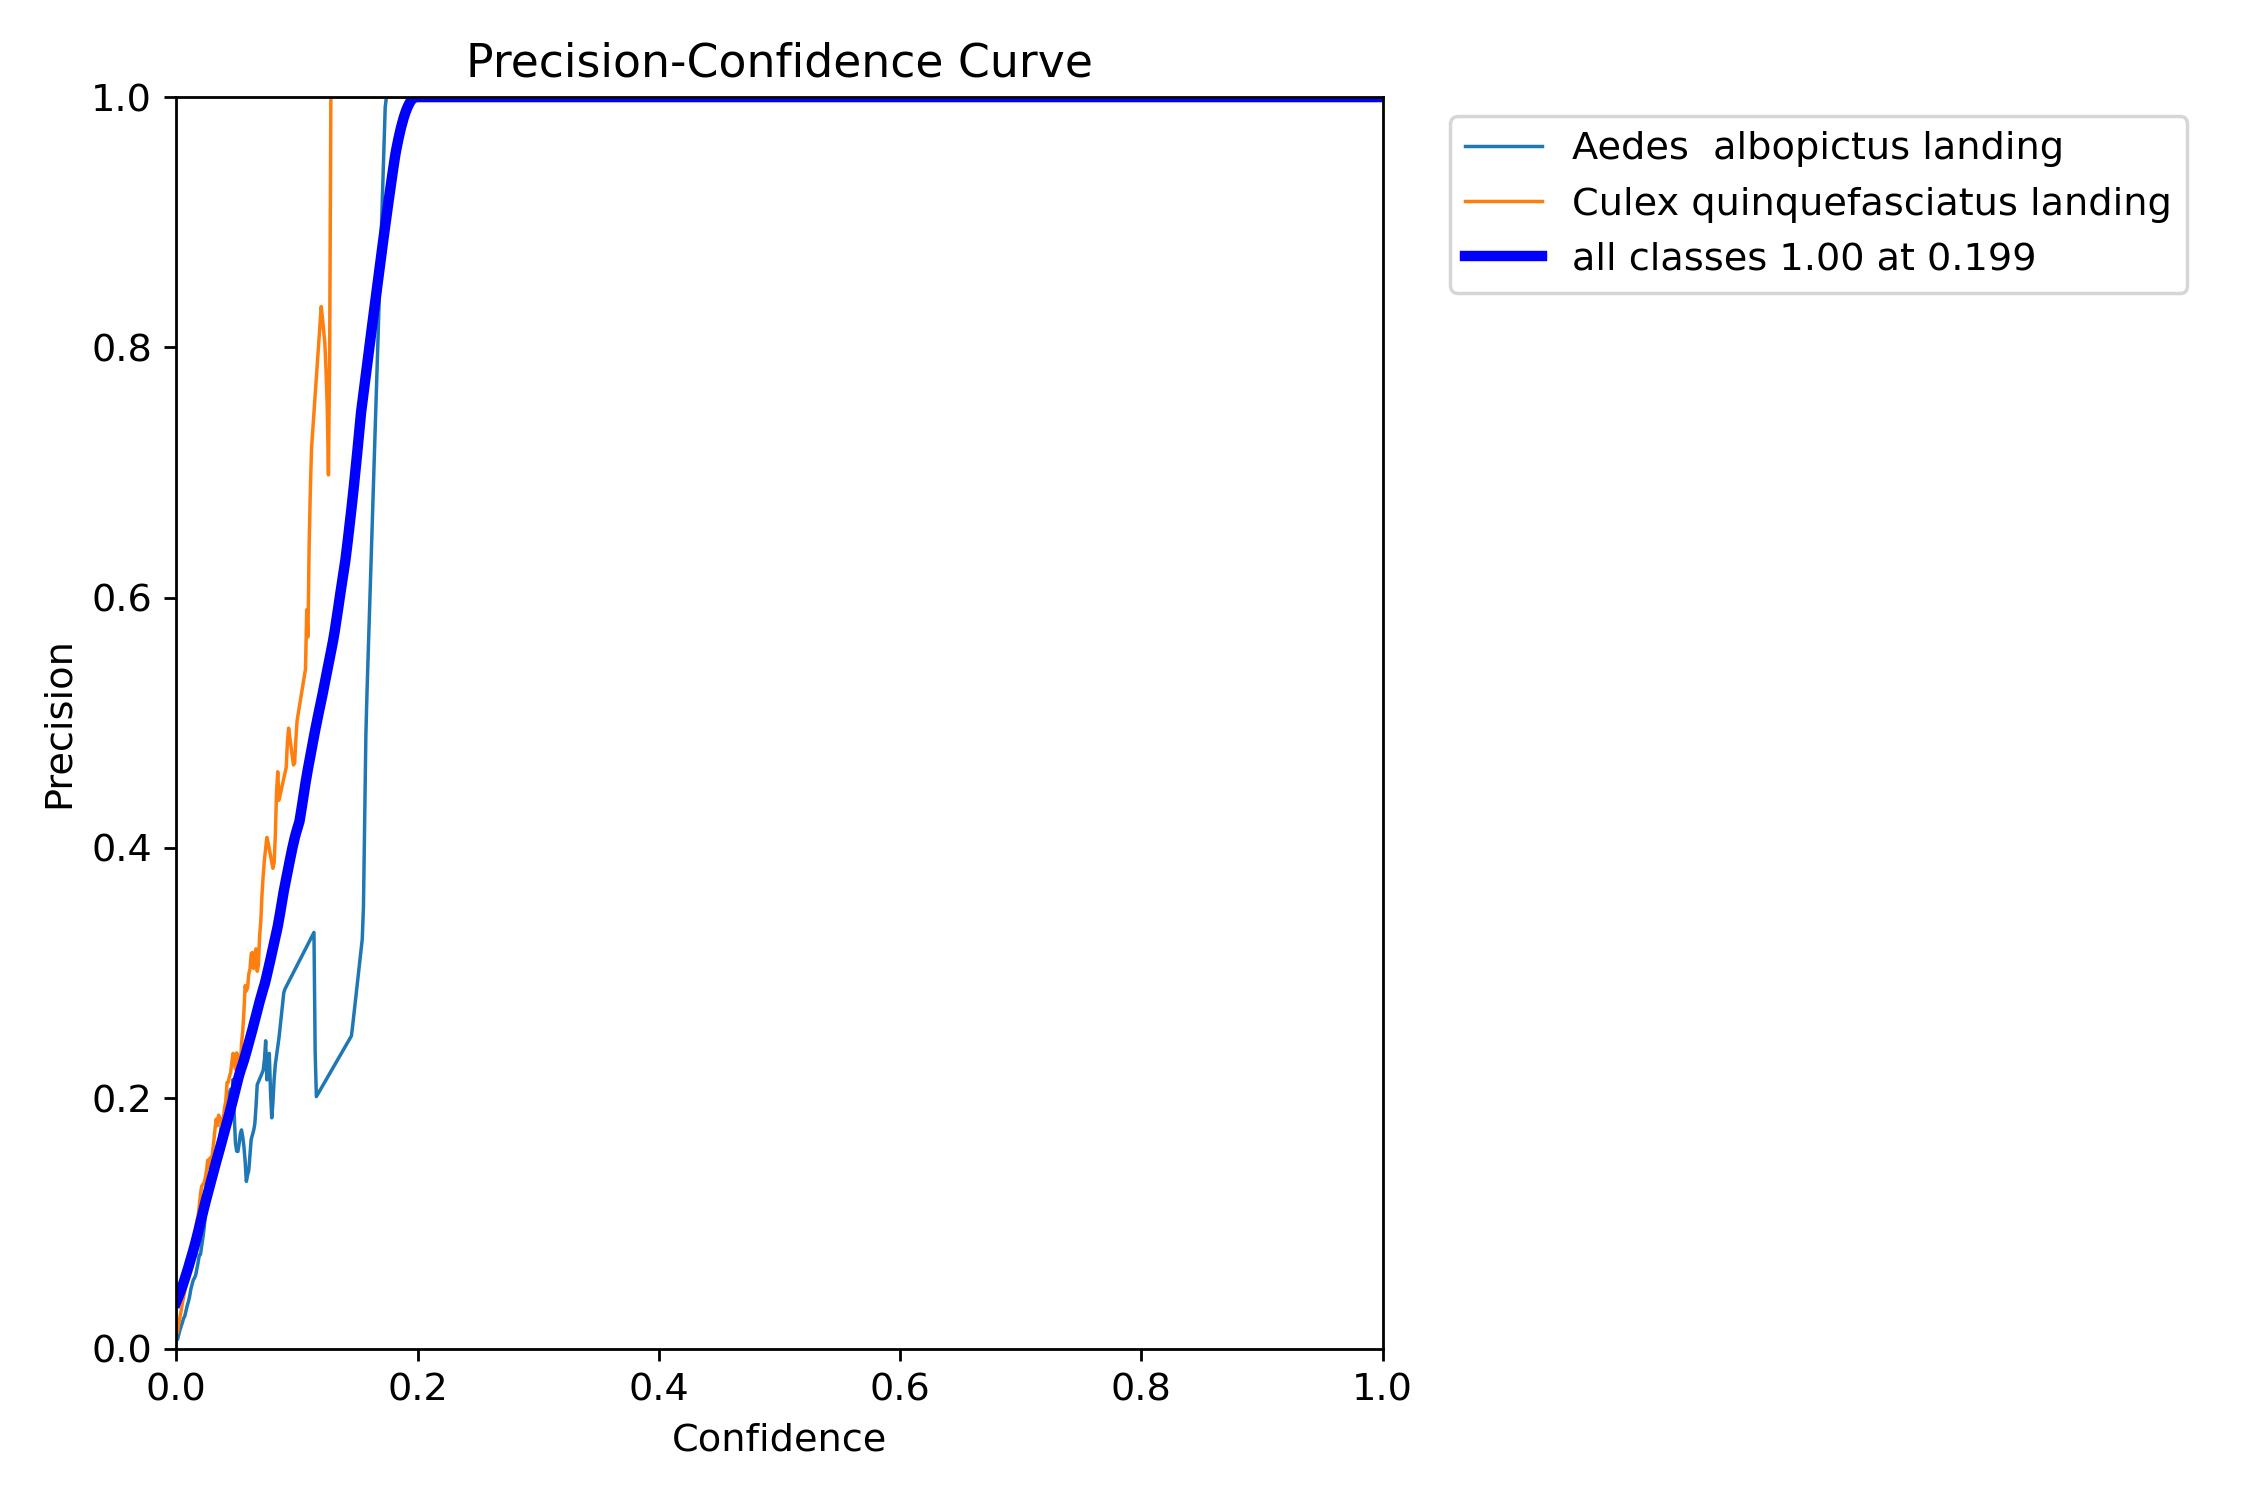 Precision-Confidence Curve
1.0
0.8
0.6
0.4
0.2
0.0
Precision
0.0 0.2 0.4 0.6 0.8 1.0
Confidence
Aedes  albopictus landing
Culex quinquefasciatus landing
all classes 1.00 at 0.199